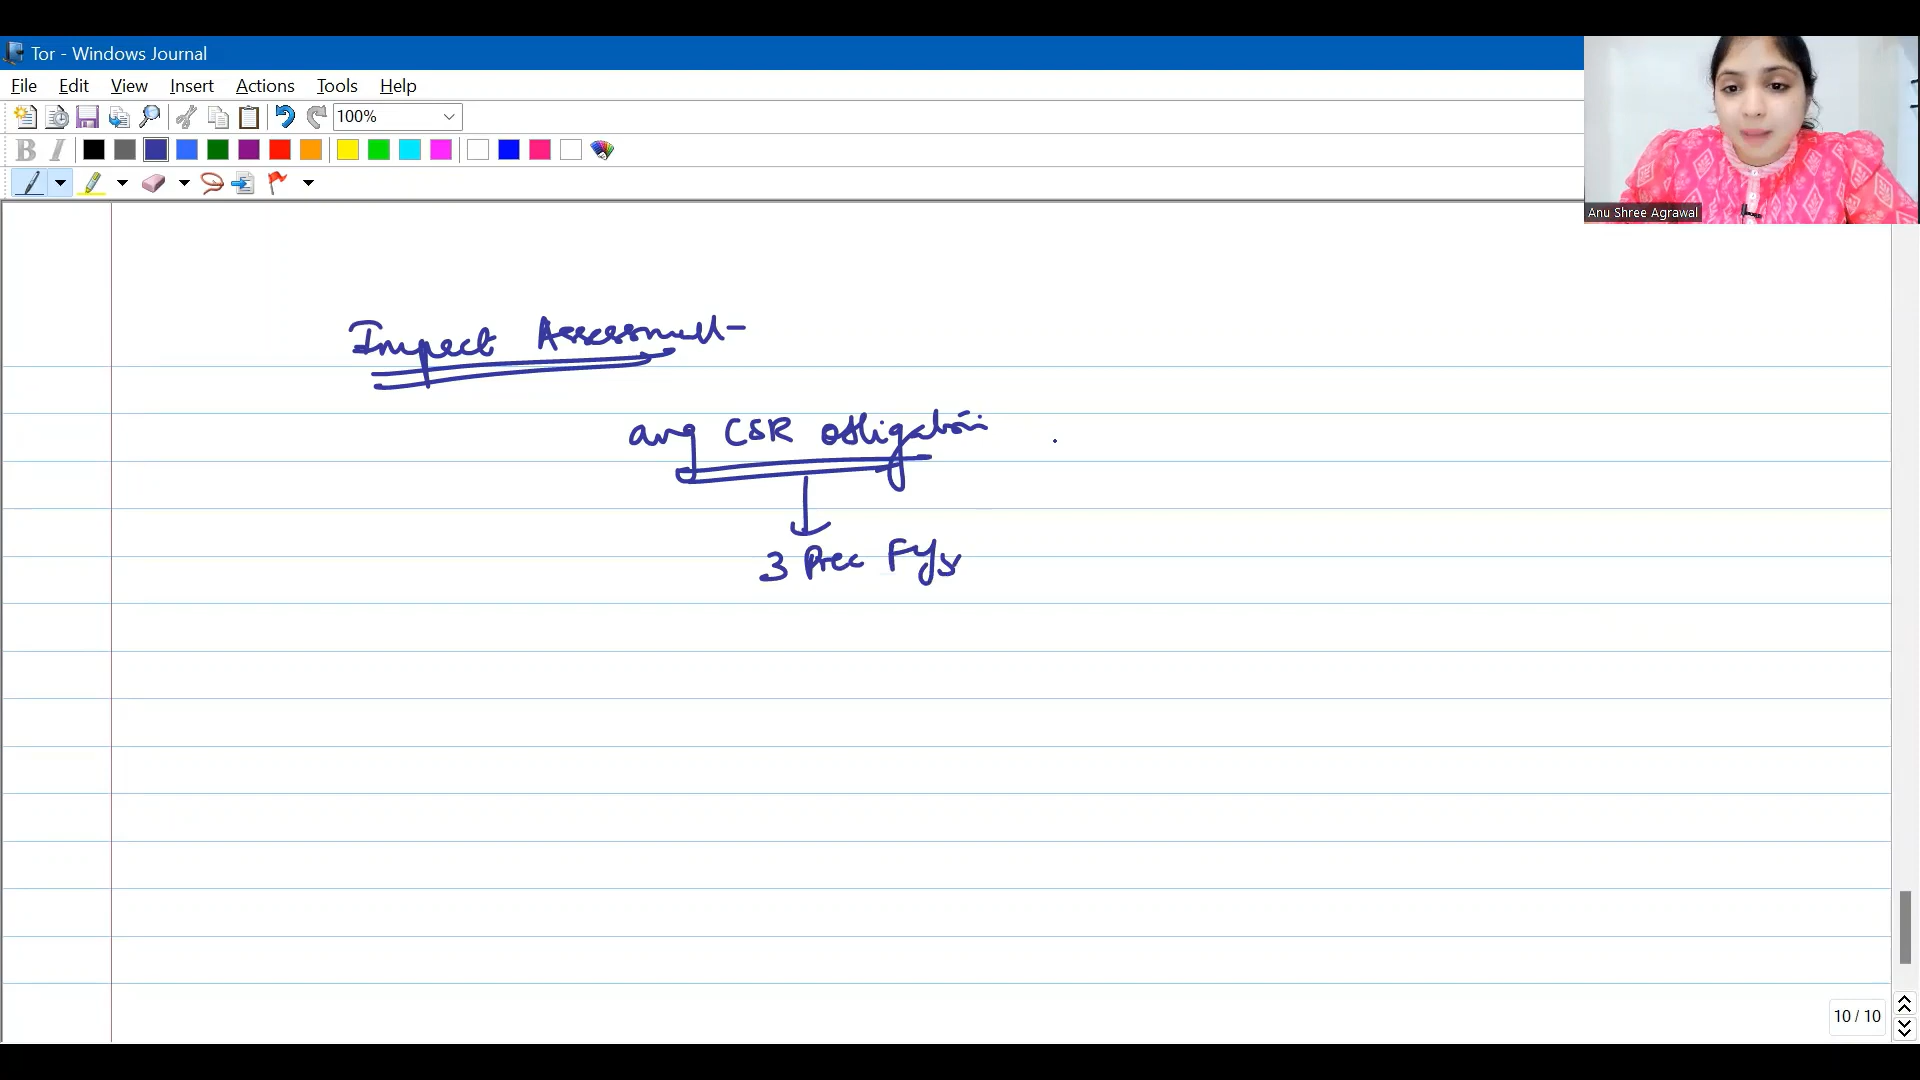 Tor - Windows Journal
File Edit View Insert Actions Tools Help
100%
B I
Anu Shree Agrawal
Impact Assessment-
avg CSR obligation
3 Prec FYs
10 / 10